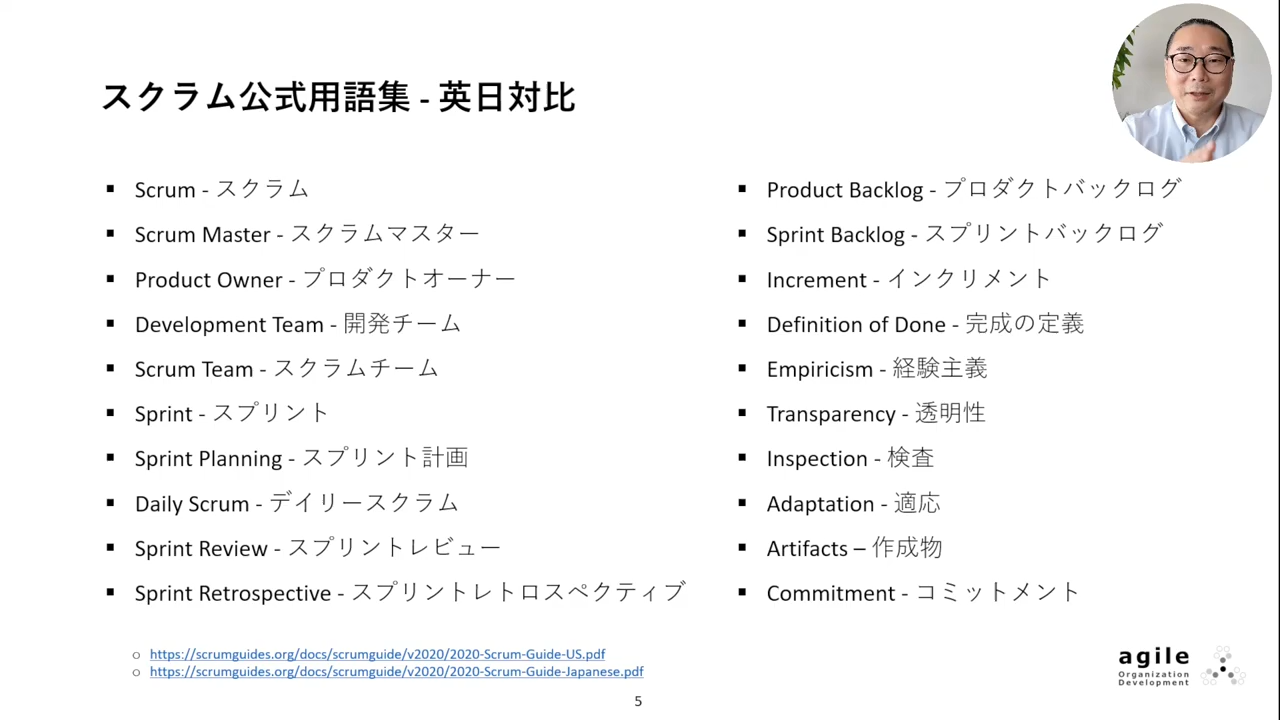 スクラム公式用語集 - 英日対比
▪ Scrum - スクラム
▪ Scrum Master - スクラムマスター
▪ Product Owner - プロダクトオーナー
▪ Development Team - 開発チーム
▪ Scrum Team - スクラムチーム
▪ Sprint - スプリント
▪ Sprint Planning - スプリント計画
▪ Daily Scrum - デイリースクラム
▪ Sprint Review - スプリントレビュー
▪ Sprint Retrospective - スプリントレトロスペクティブ
▪ Product Backlog - プロダクトバックログ
▪ Sprint Backlog - スプリントバックログ
▪ Increment - インクリメント
▪ Definition of Done - 完成の定義
▪ Empiricism - 経験主義
▪ Transparency - 透明性
▪ Inspection - 検査
▪ Adaptation - 適応
▪ Artifacts – 作成物
▪ Commitment - コミットメント
○ https://scrumguides.org/docs/scrumguide/v2020/2020-Scrum-Guide-US.pdf
○ https://scrumguides.org/docs/scrumguide/v2020/2020-Scrum-Guide-Japanese.pdf
5
agile
Organization
Development